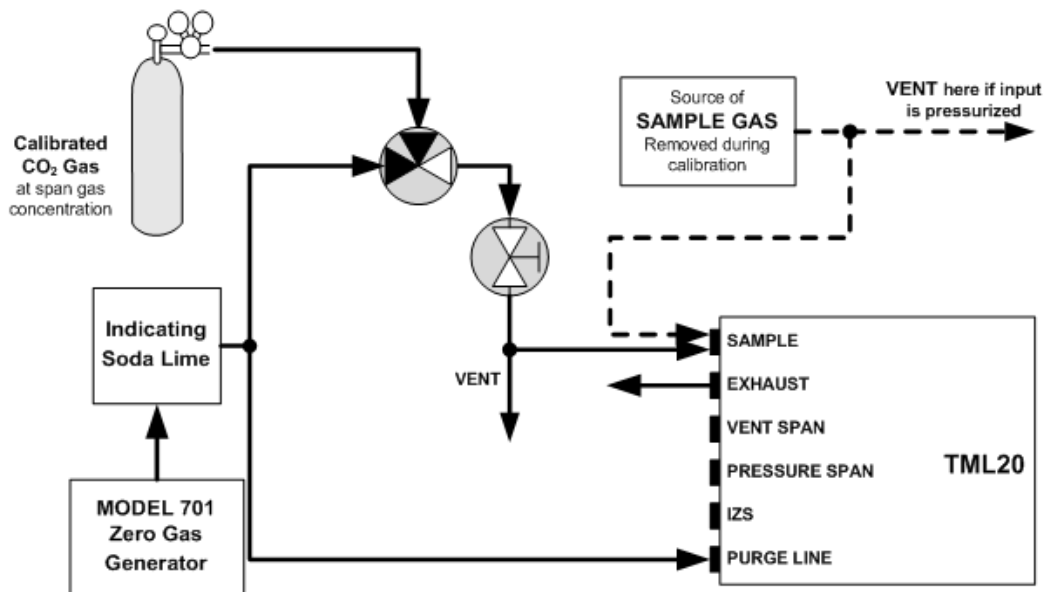 Calibrated
CO₂ Gas
at span gas
concentration
Source of
SAMPLE GAS
Removed during
calibration
VENT here if input
is pressurized
Indicating
Soda Lime
VENT
MODEL 701
Zero Gas
Generator
SAMPLE
EXHAUST
VENT SPAN
PRESSURE SPAN
IZS
PURGE LINE
TML20